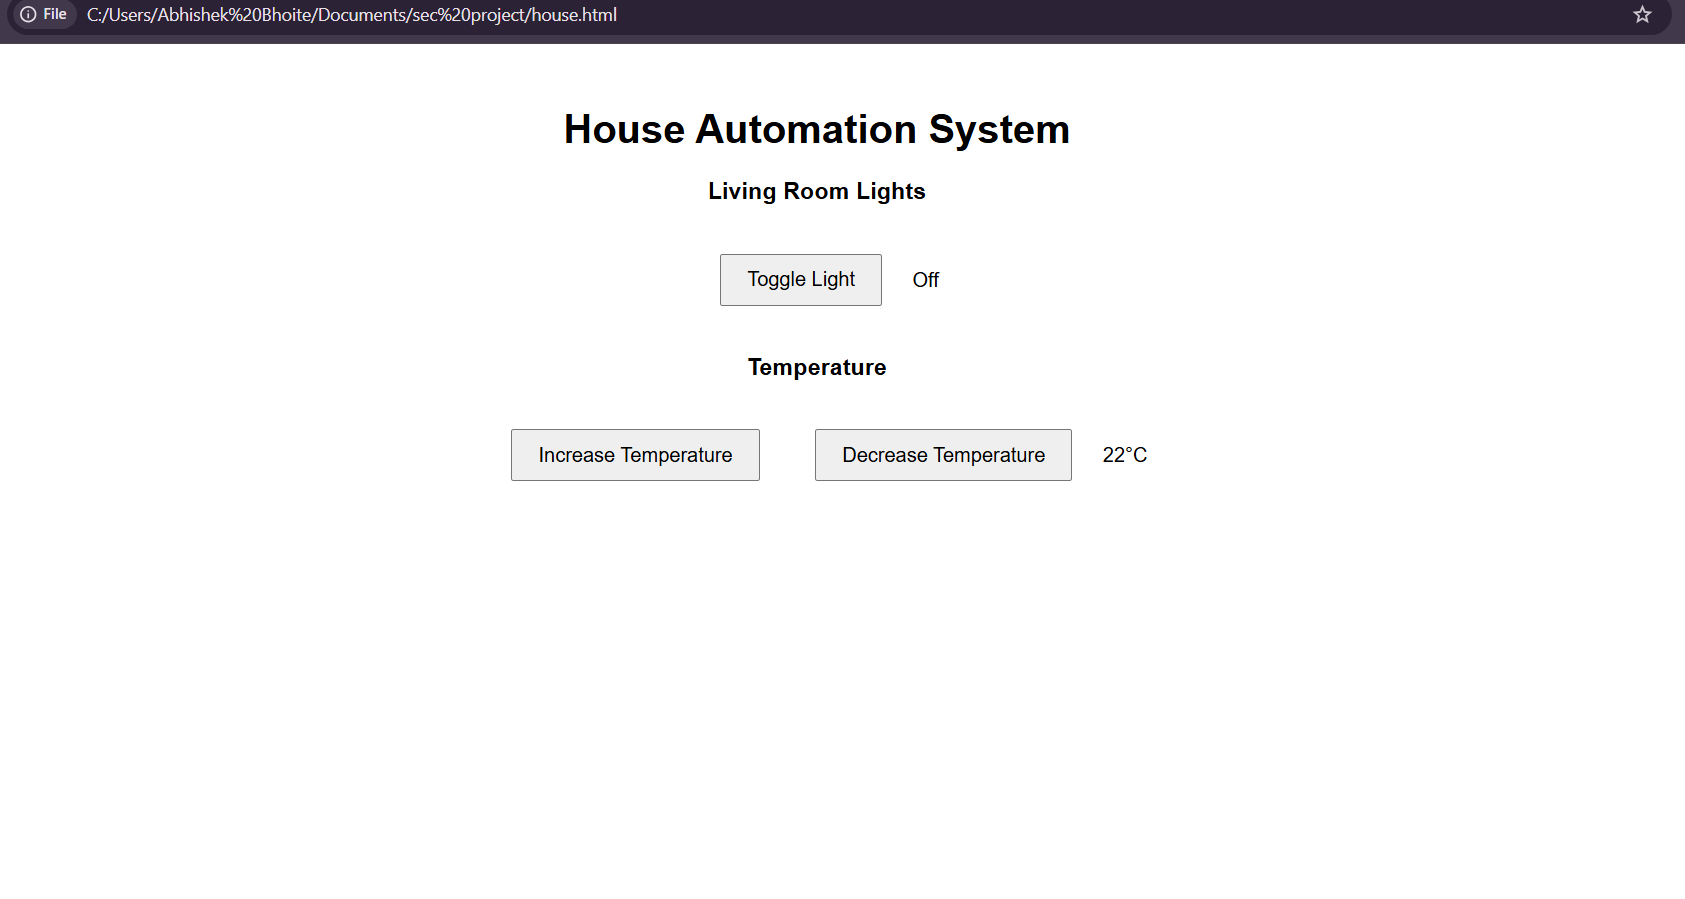 File C:/Users/Abhishek%20Bhoite/Documents/sec%20project/house.html
House Automation System
Living Room Lights
Toggle Light Off
Temperature
Increase Temperature Decrease Temperature 22°C